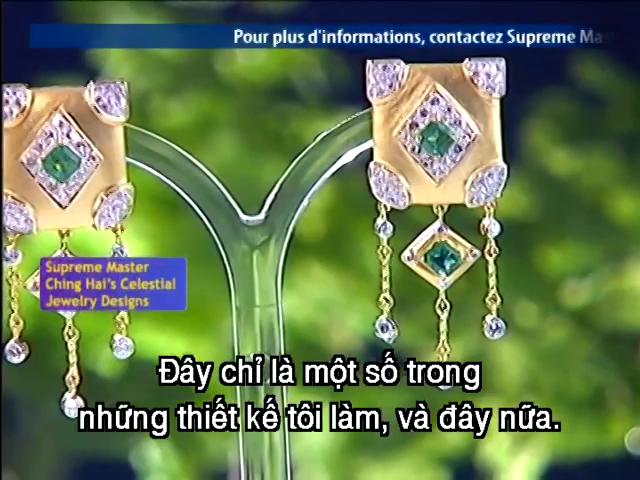 Pour plus d'informations, contactez Supreme
Supreme Master
Ching Hai's Celestial
Jewelry Designs
Đây chỉ là một số trong
những thiết kế tôi làm, và đây nữa.